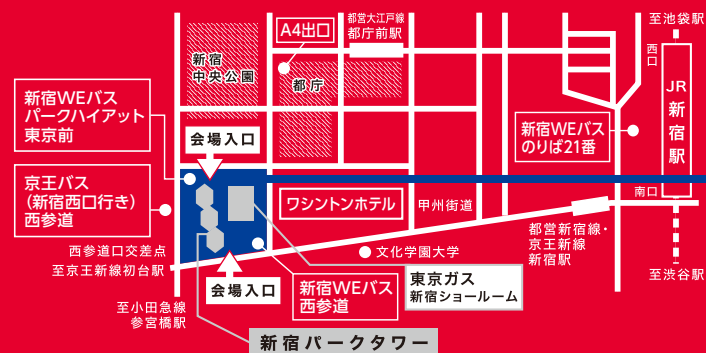 都営大江戸線
都庁前駅
A4出口
至池袋駅
西口
新宿
中央公園
都庁
JR新宿駅
新宿WEバス
パークハイアット
東京前
新宿WEバス
のりば21番
会場入口
京王バス
（新宿西口行き）
西参道
ワシントンホテル
甲州街道
南口
都営新宿線・
京王新線
新宿駅
西参道口交差点
至京王新線初台駅
文化学園大学
至渋谷駅
東京ガス
新宿ショールーム
会場入口
新宿WEバス
西参道
至小田急線
参宮橋駅
新宿パークタワー